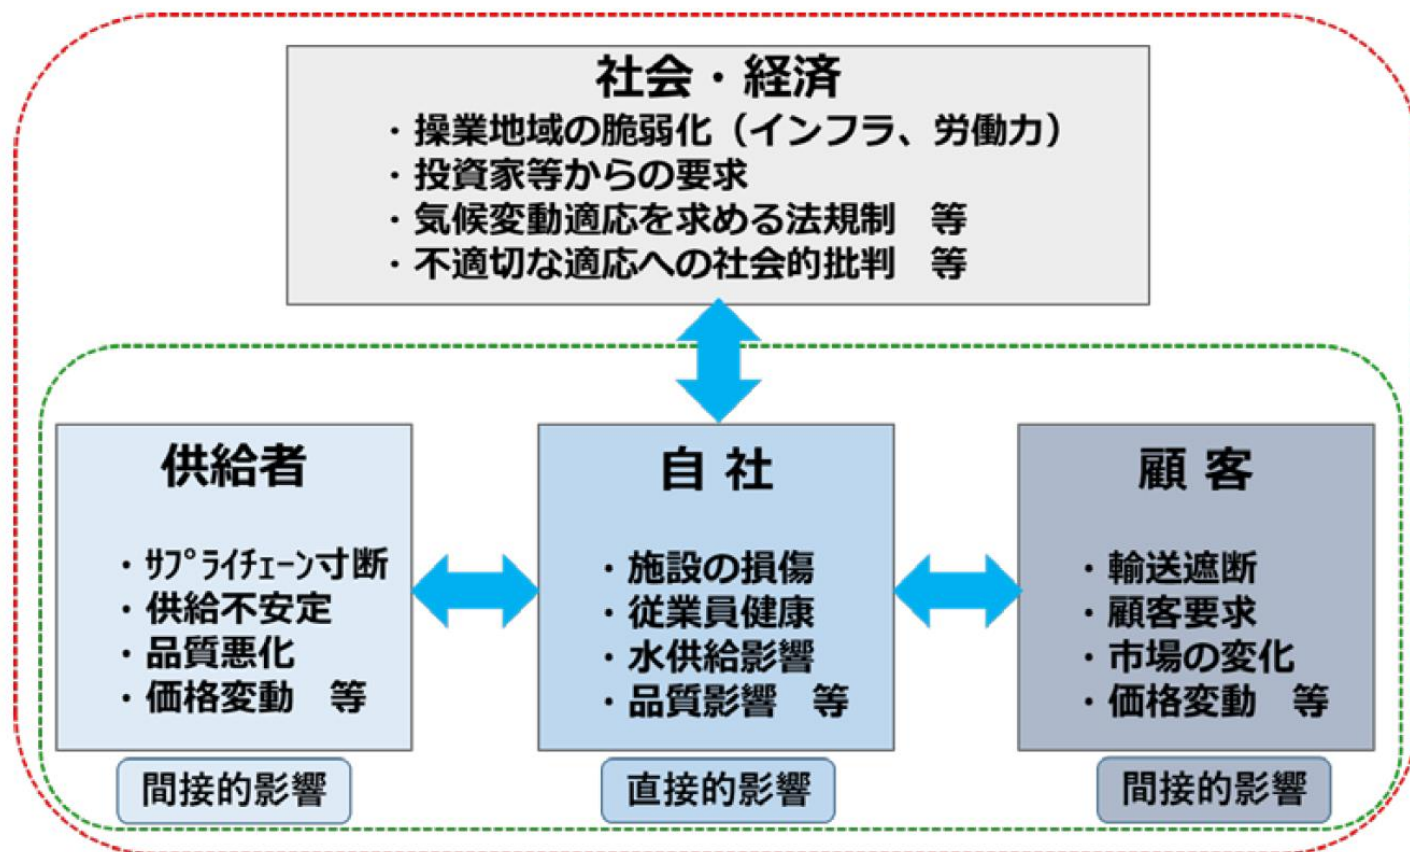 社会・経済
・操業地域の脆弱化（インフラ、労働力）
・投資家等からの要求
・気候変動適応を求める法規制　等
・不適切な適応への社会的批判　等
供給者
・ｻﾌﾟﾗｲﾁｪｰﾝ寸断
・供給不安定
・品質悪化
・価格変動　等
間接的影響
自 社
・施設の損傷
・従業員健康
・水供給影響
・品質影響　等
直接的影響
顧 客
・輸送遮断
・顧客要求
・市場の変化
・価格変動　等
間接的影響